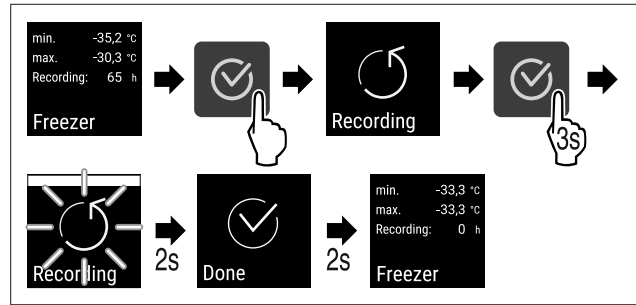 min. -35,2 °C
max. -30,3 °C
Recording: 65 h
Freezer
Recording
3s
Recording
2s
Done
2s
min. -33,3 °C
max. -33,3 °C
Recording: 0 h
Freezer